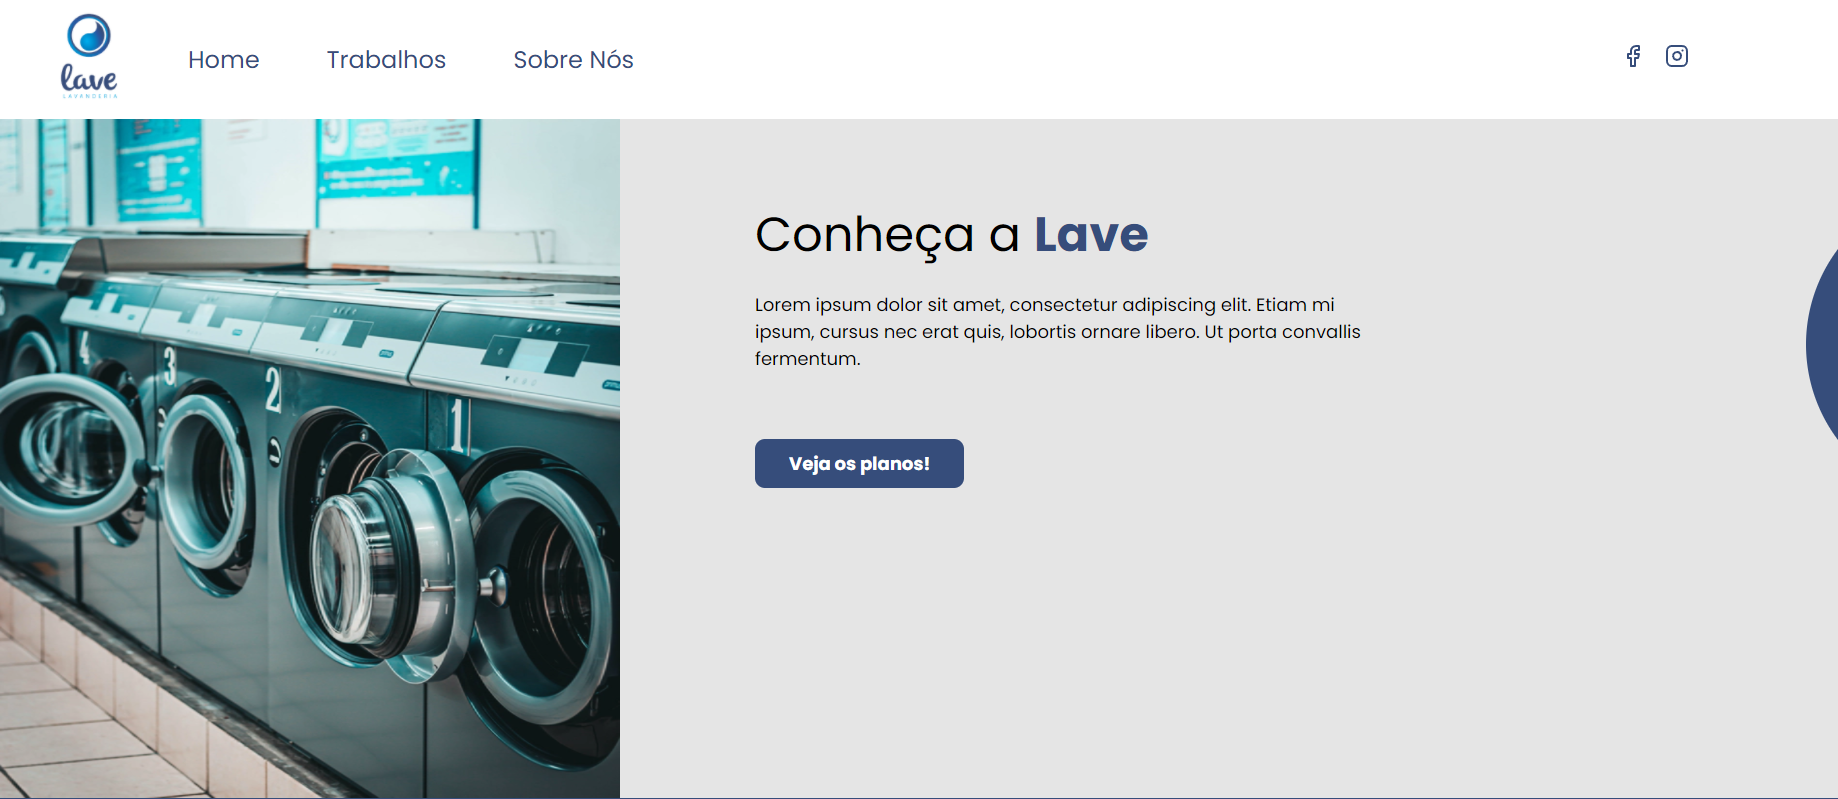 lave
LAVANDERIA
Home
Trabalhos
Sobre Nós
Conheça a Lave
Lorem ipsum dolor sit amet, consectetur adipiscing elit. Etiam mi
ipsum, cursus nec erat quis, lobortis ornare libero. Ut porta convallis
fermentum.
Veja os planos!
4
3
2
1